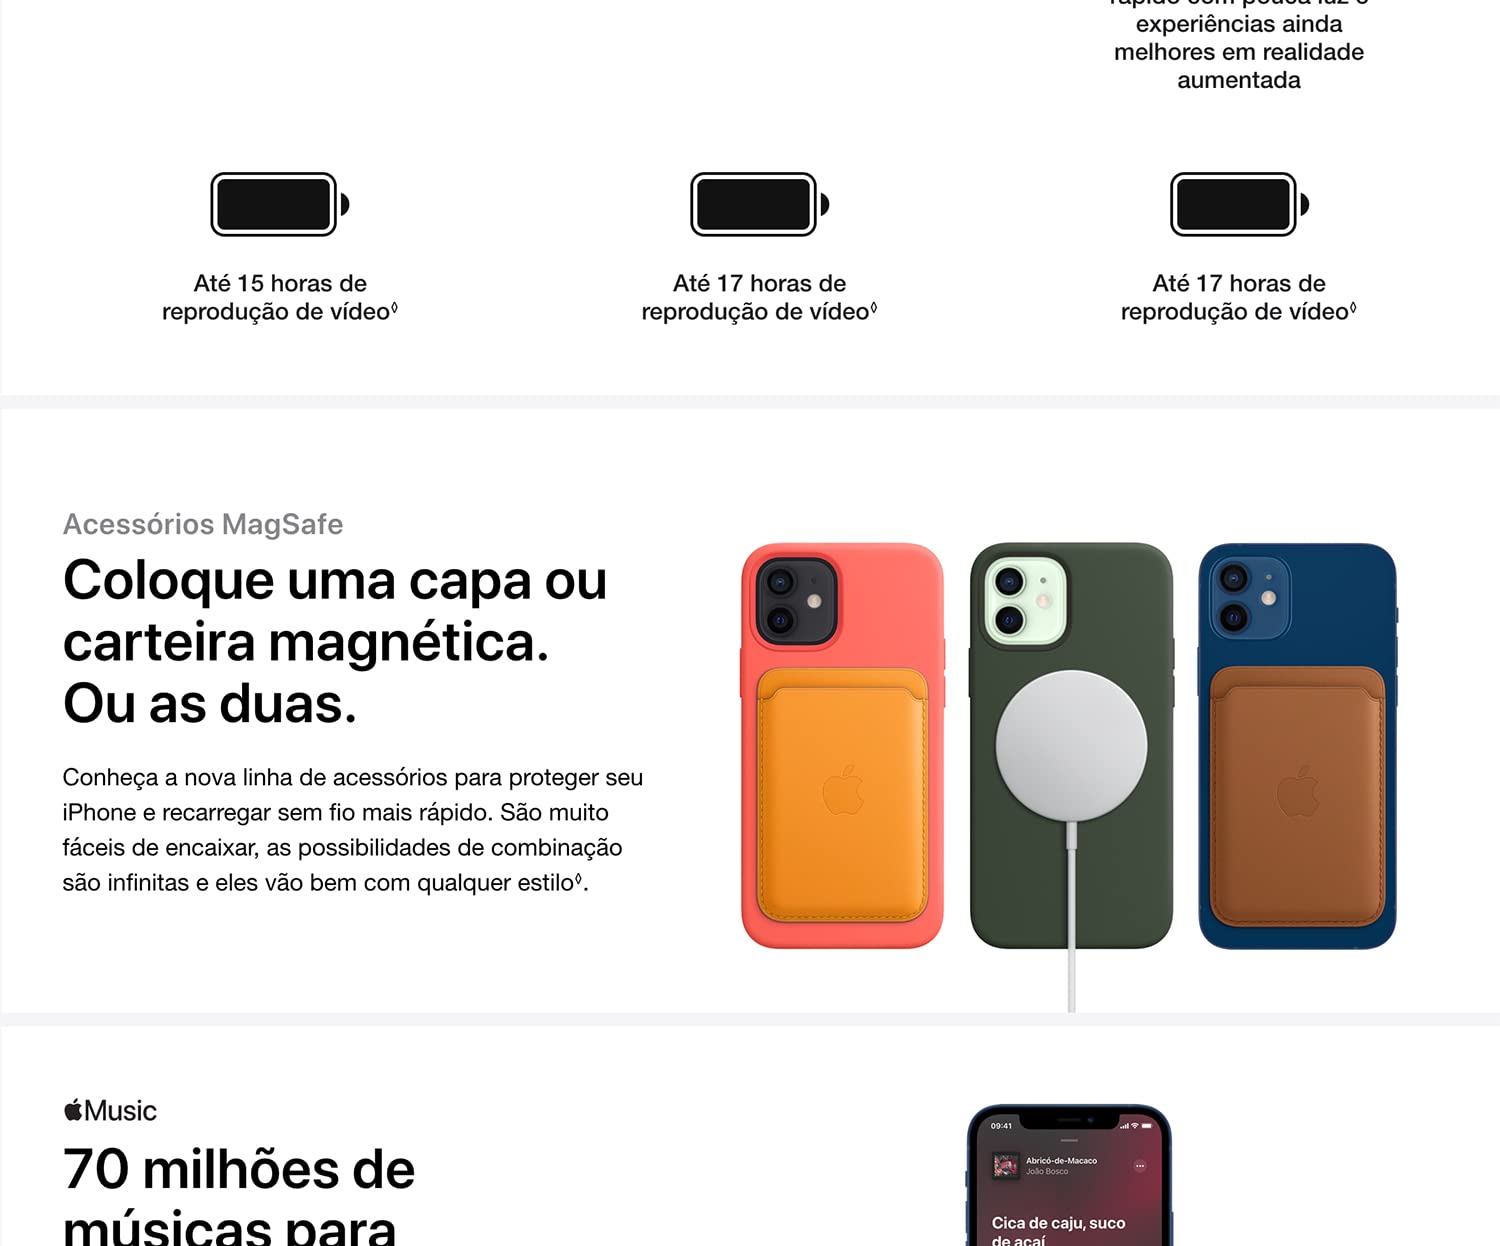 rápido com pouca luz e
experiências ainda
melhores em realidade
aumentada
Até 15 horas de
reprodução de vídeo◊
Até 17 horas de
reprodução de vídeo◊
Até 17 horas de
reprodução de vídeo◊
Acessórios MagSafe
Coloque uma capa ou
carteira magnética.
Ou as duas.
Conheça a nova linha de acessórios para proteger seu
iPhone e recarregar sem fio mais rápido. São muito
fáceis de encaixar, as possibilidades de combinação
são infinitas e eles vão bem com qualquer estilo◊.
Music
70 milhões de
músicas para
09:41
Abricó-de-Macaco
João Bosco
Cica de caju, suco
de açaí